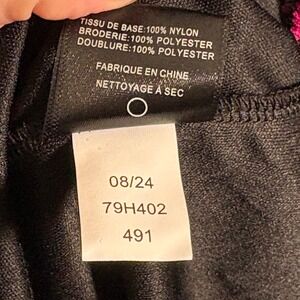 TISSU DE BASE:100% NYLON
BRODERIE:100% POLYESTER
DOUBLURE:100% POLYESTER
FABRIQUE EN CHINE
NETTOYAGE À SEC
08/24
79H402
491